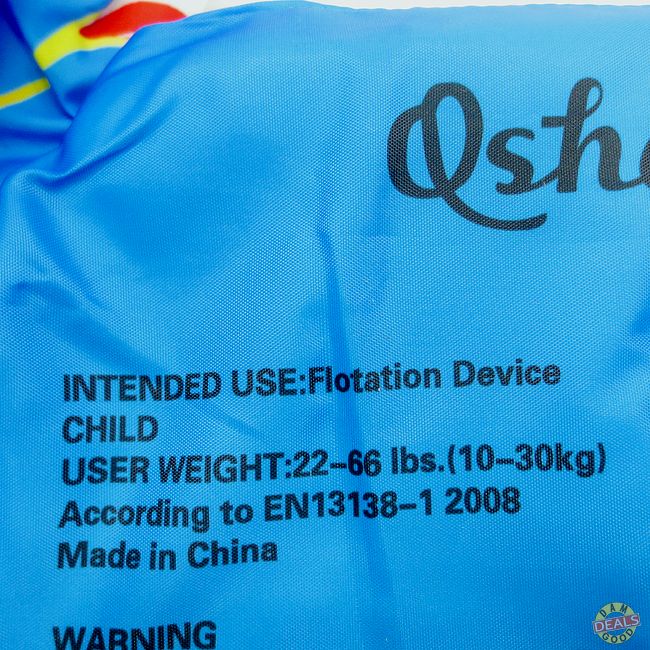 Qsh
INTENDED USE:Flotation Device
CHILD
USER WEIGHT:22-66 lbs.(10-30kg)
According to EN13138-1 2008
Made in China
WARNING
DAM
DEALS
GOOD